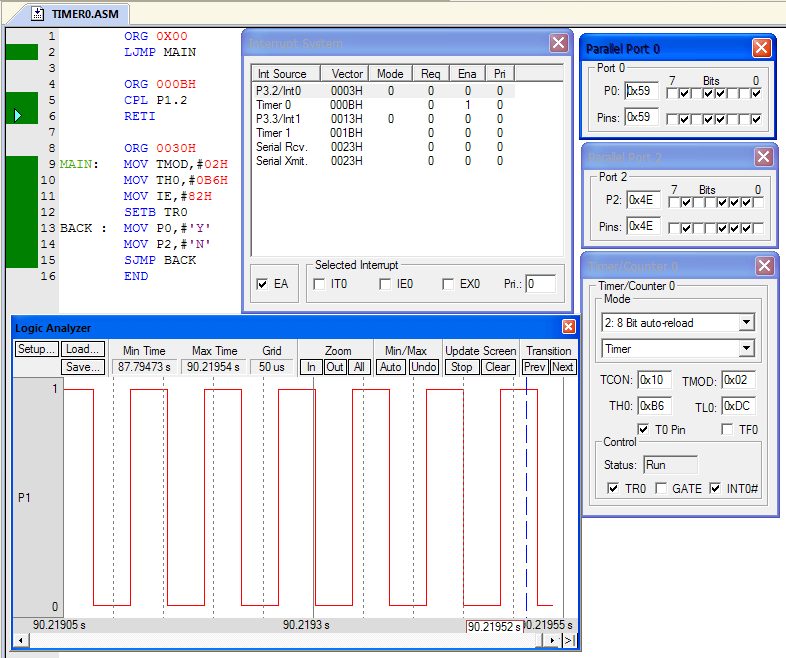 TIMER0.ASM
1 ORG 0X00
2 LJMP MAIN
3
4 ORG 000BH
5 CPL P1.2
6 RETI
7
8 ORG 0030H
9 MAIN: MOV TMOD,#02H
10 MOV TH0,#0B6H
11 MOV IE,#82H
12 SETB TR0
13 BACK : MOV P0,#'Y'
14 MOV P2,#'N'
15 SJMP BACK
16 END
Interrupt System
Int Source Vector Mode Req Ena Pri
P3.2/Int0 0003H 0 0 0 0
Timer 0 000BH 0 1 0
P3.3/Int1 0013H 0 0 0 0
Timer 1 001BH 0 0 0
Serial Rcv. 0023H 0 0 0
Serial Xmit. 0023H 0 0 0
EA
Selected Interrupt
IT0 IE0 EX0 Pri.: 0
Parallel Port 0
Port 0
7 Bits 0
P0: 0x59
Pins: 0x59
Parallel Port 2
Port 2
7 Bits 0
P2: 0x4E
Pins: 0x4E
Timer/Counter 0
Timer/Counter 0
Mode
2: 8 Bit auto-reload
Timer
TCON: 0x10 TMOD: 0x02
TH0: 0xB6 TL0: 0xDC
T0 Pin TF0
Control
Status: Run
TR0 GATE INT0#
Logic Analyzer
Setup... Load... Min Time Max Time Grid Zoom Min/Max Update Screen Transition
Save... 87.79473 s 90.21954 s 50 us In Out All Auto Undo Stop Clear Prev Next
1
P1
0
90.21905 s 90.2193 s 90.21952 s 90.21955 s